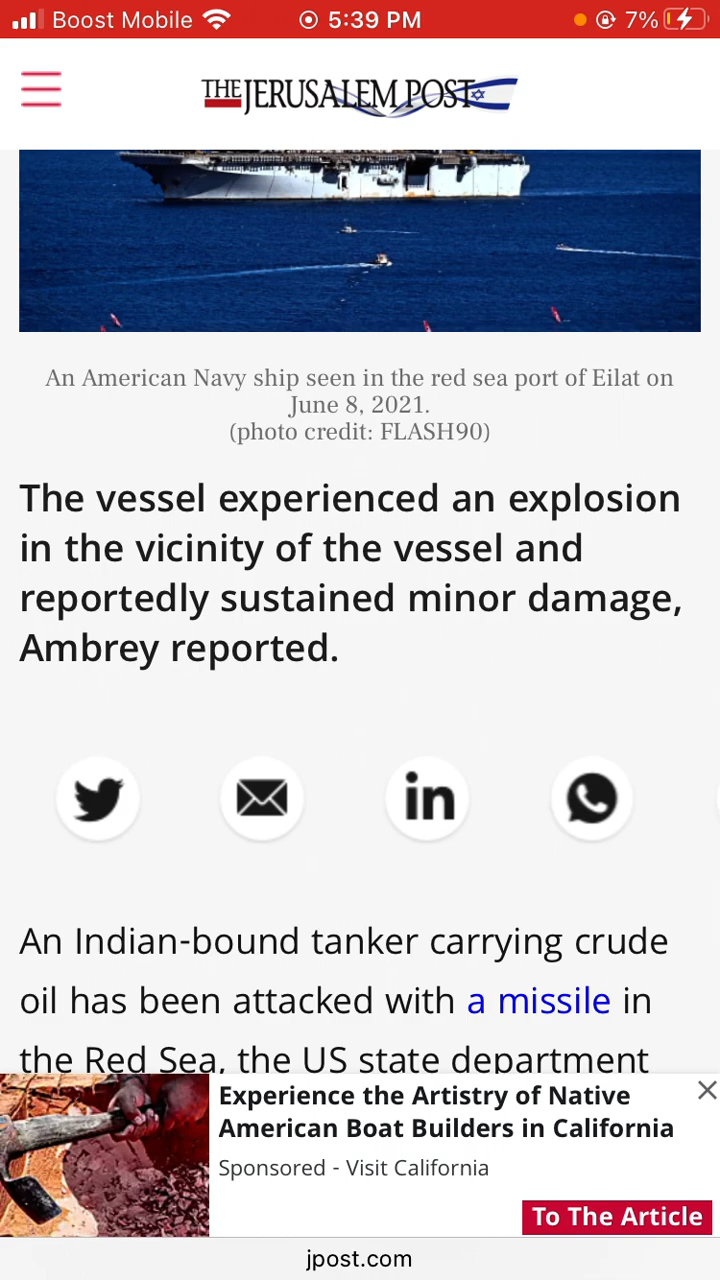 Boost Mobile 5:39 PM 7%
THE JERUSALEM POST
An American Navy ship seen in the red sea port of Eilat on
June 8, 2021.
(photo credit: FLASH90)
The vessel experienced an explosion
in the vicinity of the vessel and
reportedly sustained minor damage,
Ambrey reported.
in
An Indian-bound tanker carrying crude
oil has been attacked with a missile in
the Red Sea, the US state department
Experience the Artistry of Native
American Boat Builders in California
Sponsored - Visit California
To The Article
jpost.com